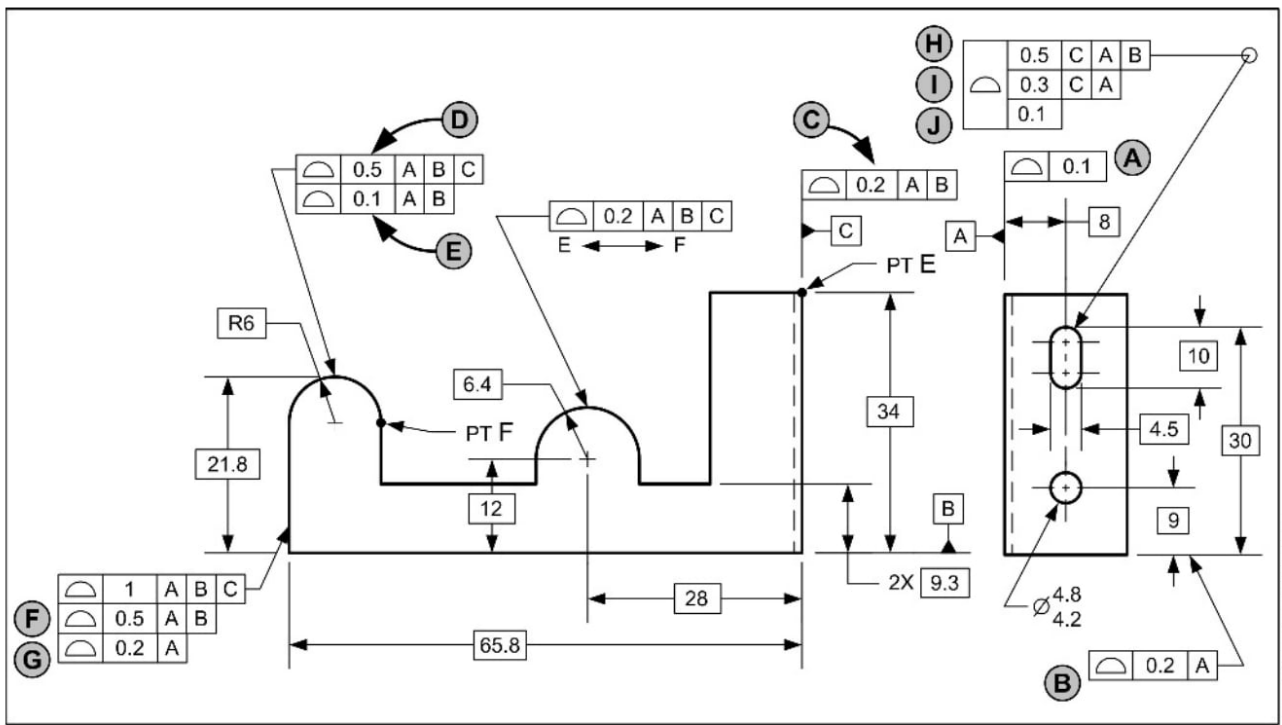 H
⌓ 0.5 C A B
I
0.3 C A
J
0.1
D
C
⌓ 0.1
A
⌓ 0.5 A B C
⌓ 0.1 A B
E
⌓ 0.2 A B
⌓ 0.2 A B C
E F
C
A
8
PT E
R6
6.4
10
PT F
34
4.5
30
21.8
12
B
9
2X 9.3
28
⌀ 4.8
4.2
⌓ 1 A B C
F
⌓ 0.5 A B
G
⌓ 0.2 A
65.8
B
⌓ 0.2 A